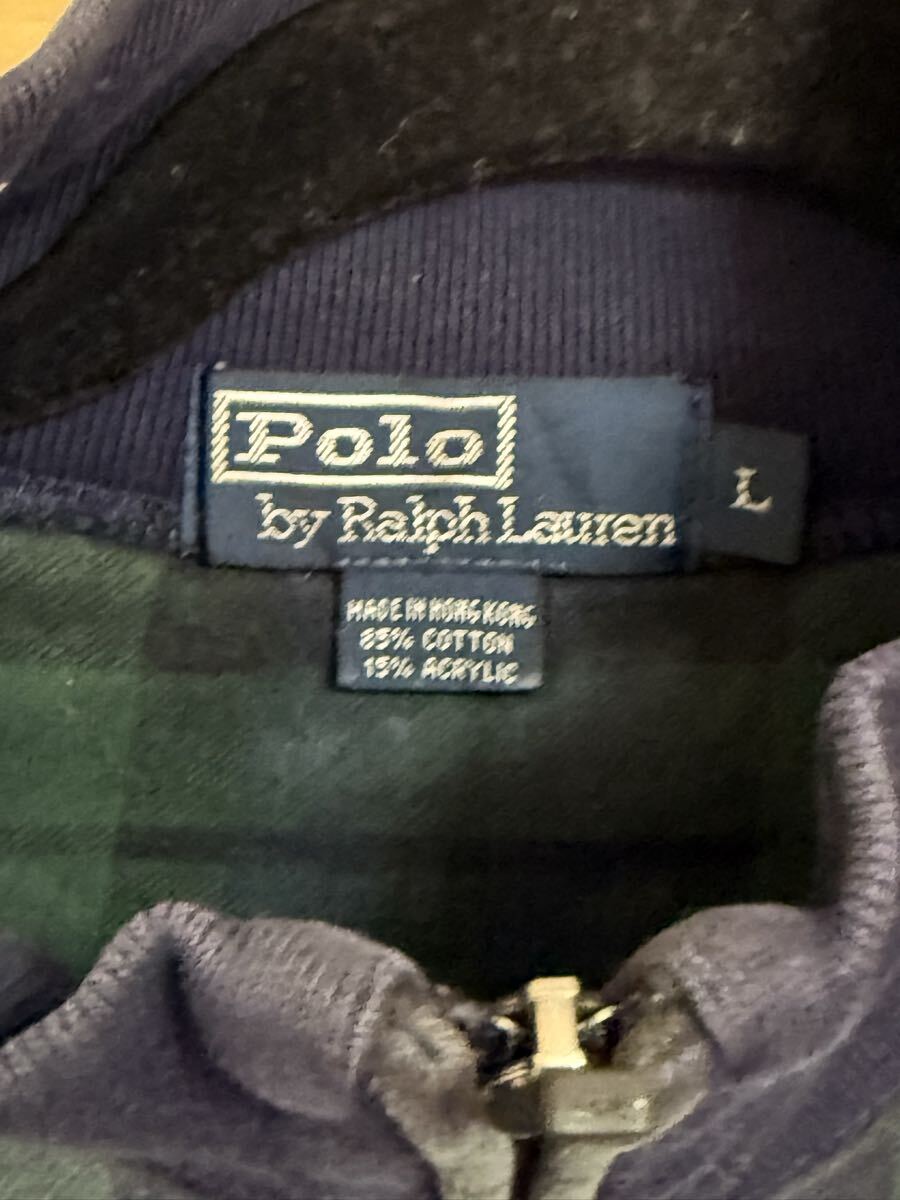 Polo
by Ralph Lauren
L
MADE IN HONG KONG
85% COTTON
15% ACRYLIC